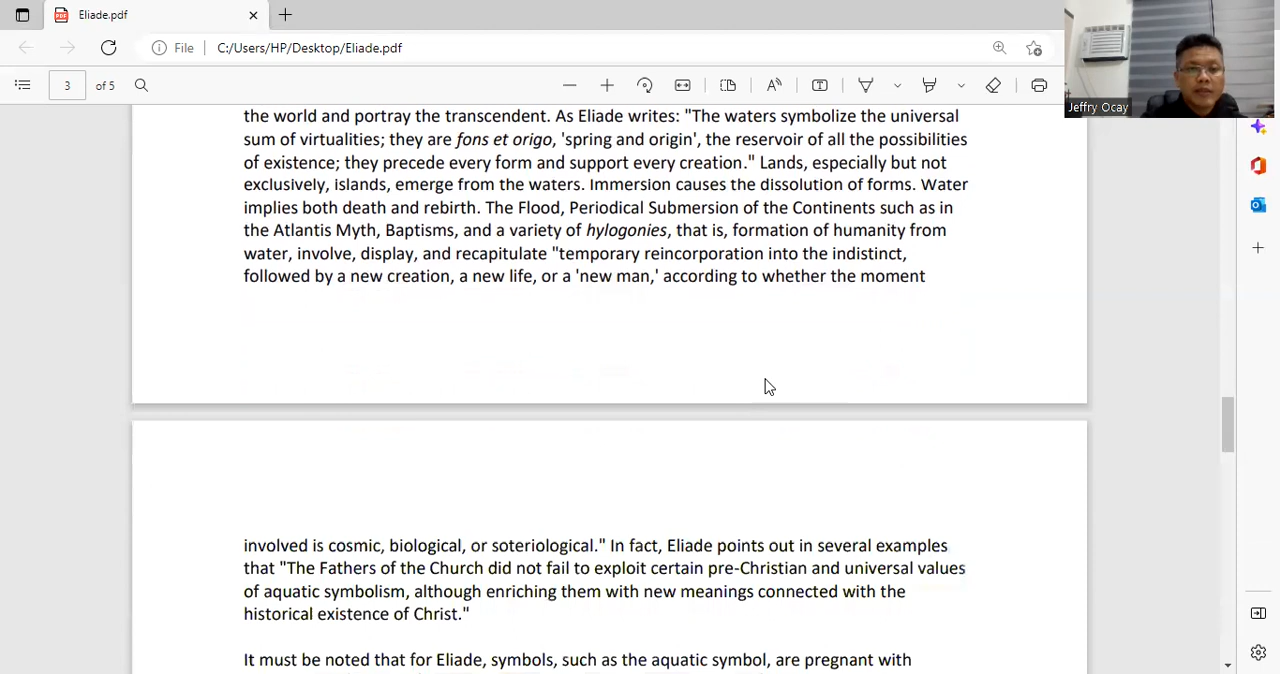 Eliade.pdf
File
C:/Users/HP/Desktop/Eliade.pdf
3 of 5
Jeffry Ocay
the world and portray the transcendent. As Eliade writes: "The waters symbolize the universal
sum of virtualities; they are fons et origo, 'spring and origin', the reservoir of all the possibilities
of existence; they precede every form and support every creation." Lands, especially but not
exclusively, islands, emerge from the waters. Immersion causes the dissolution of forms. Water
implies both death and rebirth. The Flood, Periodical Submersion of the Continents such as in
the Atlantis Myth, Baptisms, and a variety of hylogonies, that is, formation of humanity from
water, involve, display, and recapitulate "temporary reincorporation into the indistinct,
followed by a new creation, a new life, or a 'new man,' according to whether the moment
involved is cosmic, biological, or soteriological." In fact, Eliade points out in several examples
that "The Fathers of the Church did not fail to exploit certain pre-Christian and universal values
of aquatic symbolism, although enriching them with new meanings connected with the
historical existence of Christ."
It must be noted that for Eliade, symbols, such as the aquatic symbol, are pregnant with